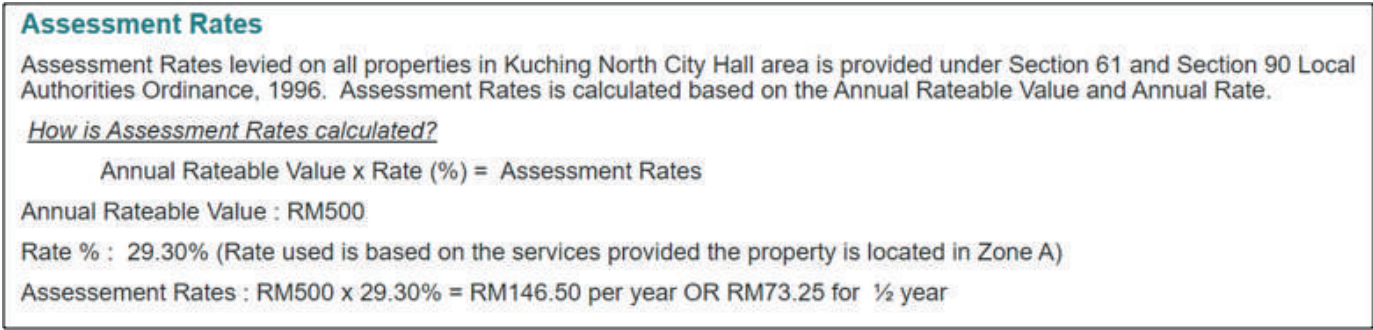 Assessment Rates
Assessment Rates levied on all properties in Kuching North City Hall area is provided under Section 61 and Section 90 Local
Authorities Ordinance, 1996.  Assessment Rates is calculated based on the Annual Rateable Value and Annual Rate.
How is Assessment Rates calculated?
Annual Rateable Value x Rate (%) =  Assessment Rates
Annual Rateable Value : RM500
Rate % :  29.30% (Rate used is based on the services provided the property is located in Zone A)
Assessement Rates : RM500 x 29.30% = RM146.50 per year OR RM73.25 for  ½ year